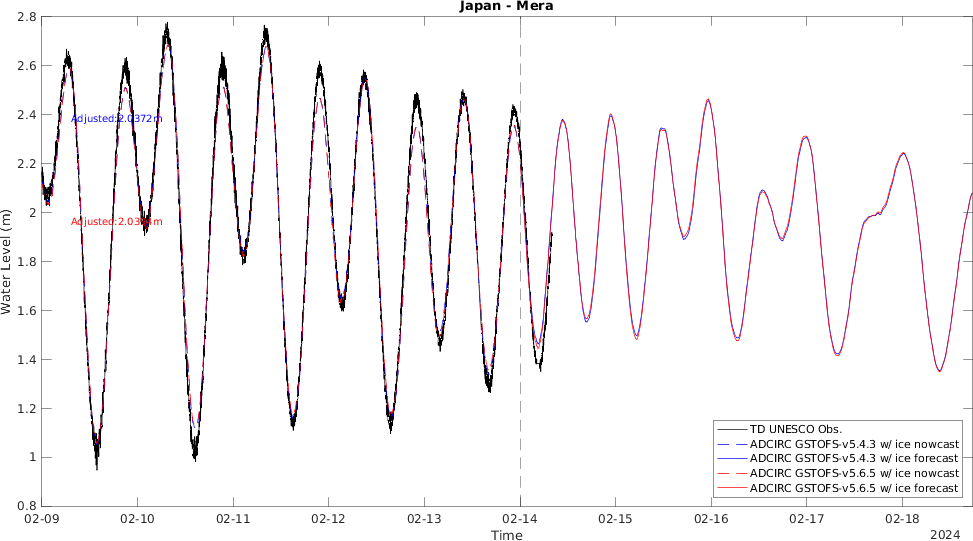 Japan - Mera
Water Level (m)
2.8
2.6
2.4
2.2
2
1.8
1.6
1.4
1.2
1
0.8
Adjusted:2.0372m
TD UNESCO Obs.
ADCIRC GSTOFS-v5.4.3 w/ ice nowcast
ADCIRC GSTOFS-v5.4.3 w/ ice forecast
ADCIRC GSTOFS-v5.6.5 w/ ice nowcast
ADCIRC GSTOFS-v5.6.5 w/ ice forecast
02-09 02-10 02-11 02-12 02-13 02-14 02-15 02-16 02-17 02-18
Time
2024